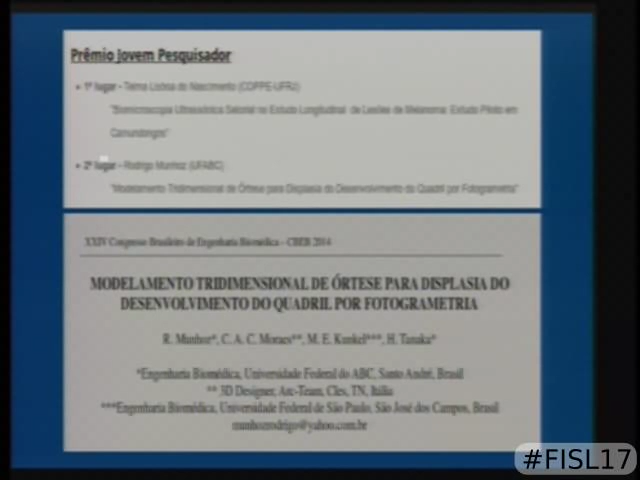 Prêmio Jovem Pesquisador
• 1º lugar - Telma Lisboa do Nascimento (COPPE-UFRJ)
"Biomicroscopia Ultrassônica Setorial no Estudo Longitudinal de Lesões de Melanoma: Estudo Piloto em
Camundongos"
• 2º lugar - Rodrigo Munhoz (UFABC)
"Modelamento Tridimensional de Órtese para Displasia do Desenvolvimento do Quadril por Fotogrametria"
XXIV Congresso Brasileiro de Engenharia Biomédica – CBEB 2014
MODELAMENTO TRIDIMENSIONAL DE ÓRTESE PARA DISPLASIA DO
DESENVOLVIMENTO DO QUADRIL POR FOTOGRAMETRIA
R. Munhoz*, C. A. C. Moraes**, M. E. Kunkel***, H. Tanaka*
*Engenharia Biomédica, Universidade Federal do ABC, Santo André, Brasil
** 3D Designer, Arc-Team, Cles, TN, Itália
***Engenharia Biomédica, Universidade Federal de São Paulo, São José dos Campos, Brasil
munhozrodrigo@yahoo.com.br
#FISL17